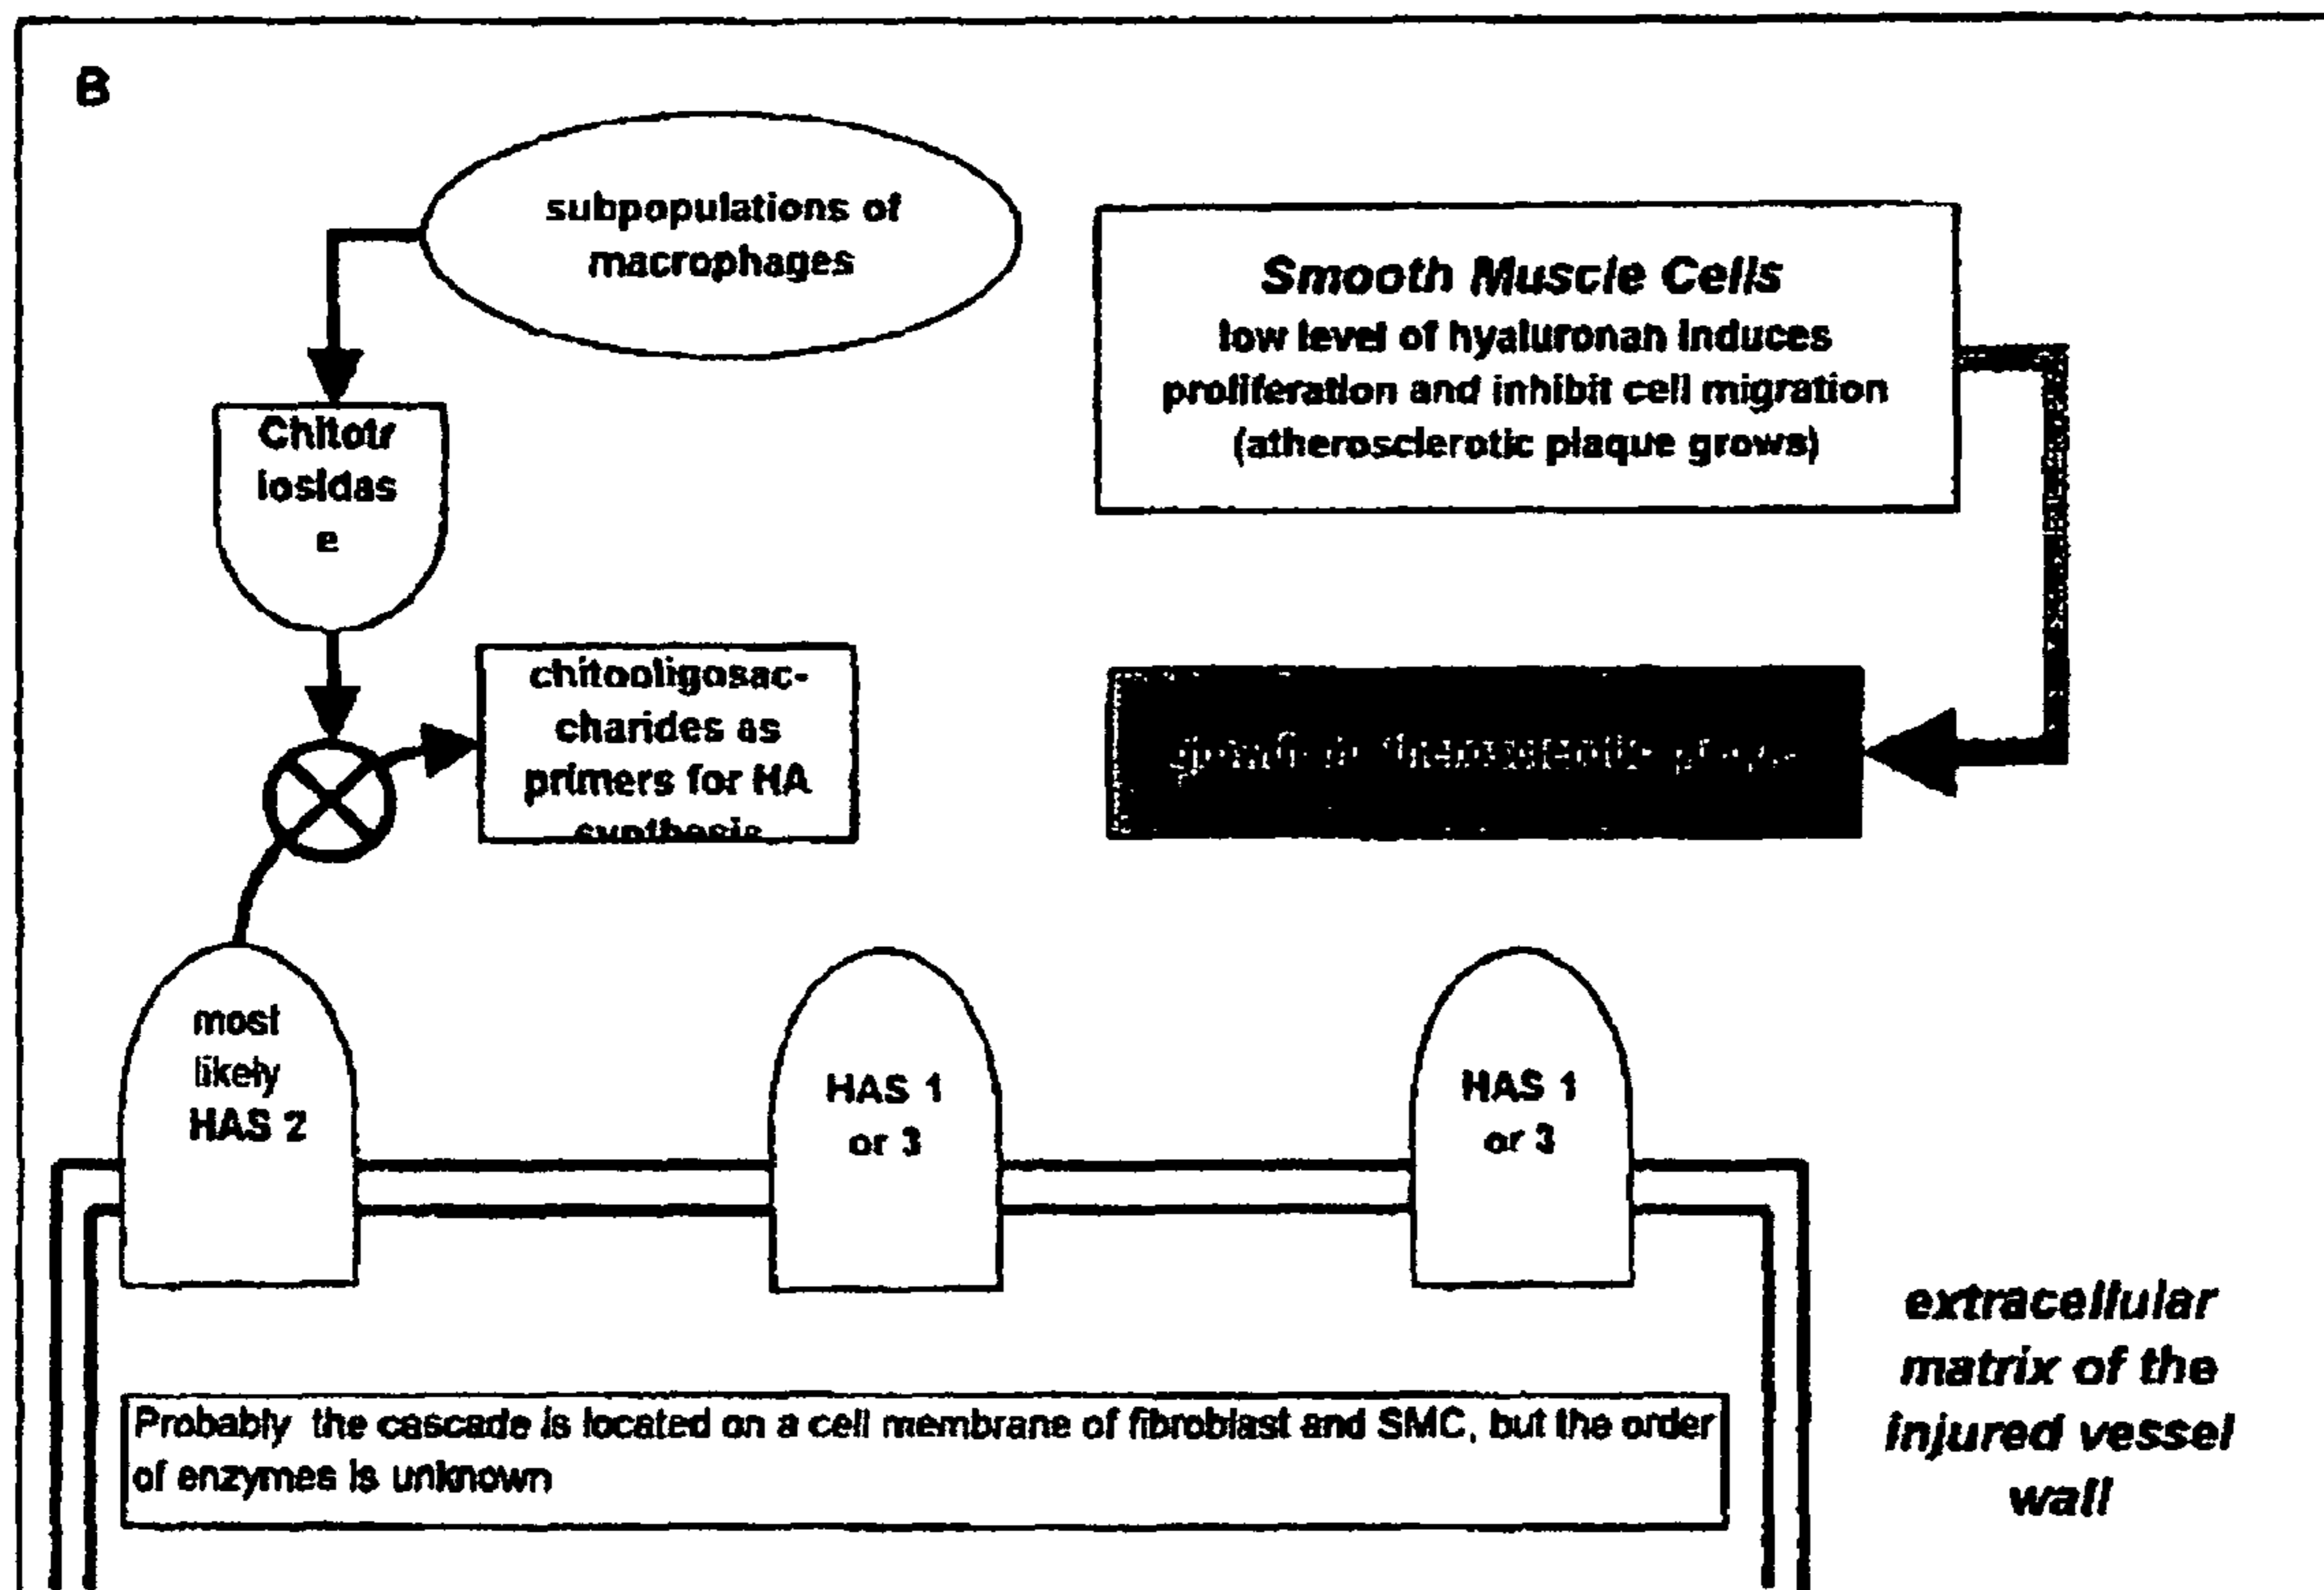 B
subpopulations of
macrophages
Smooth Muscle Cells
low level of hyaluronan induces
proliferation and inhibit cell migration
(atherosclerotic plaque grows)
Chitotr
iosidas
e
chitooligosac-
charides as
primers for HA
synthesis
most
likely
HAS 2
HAS 1
or 3
HAS 1
or 3
extracellular
matrix of the
injured vessel
wall
Probably the cascade is located on a cell membrane of fibroblast and SMC, but the order
of enzymes is unknown